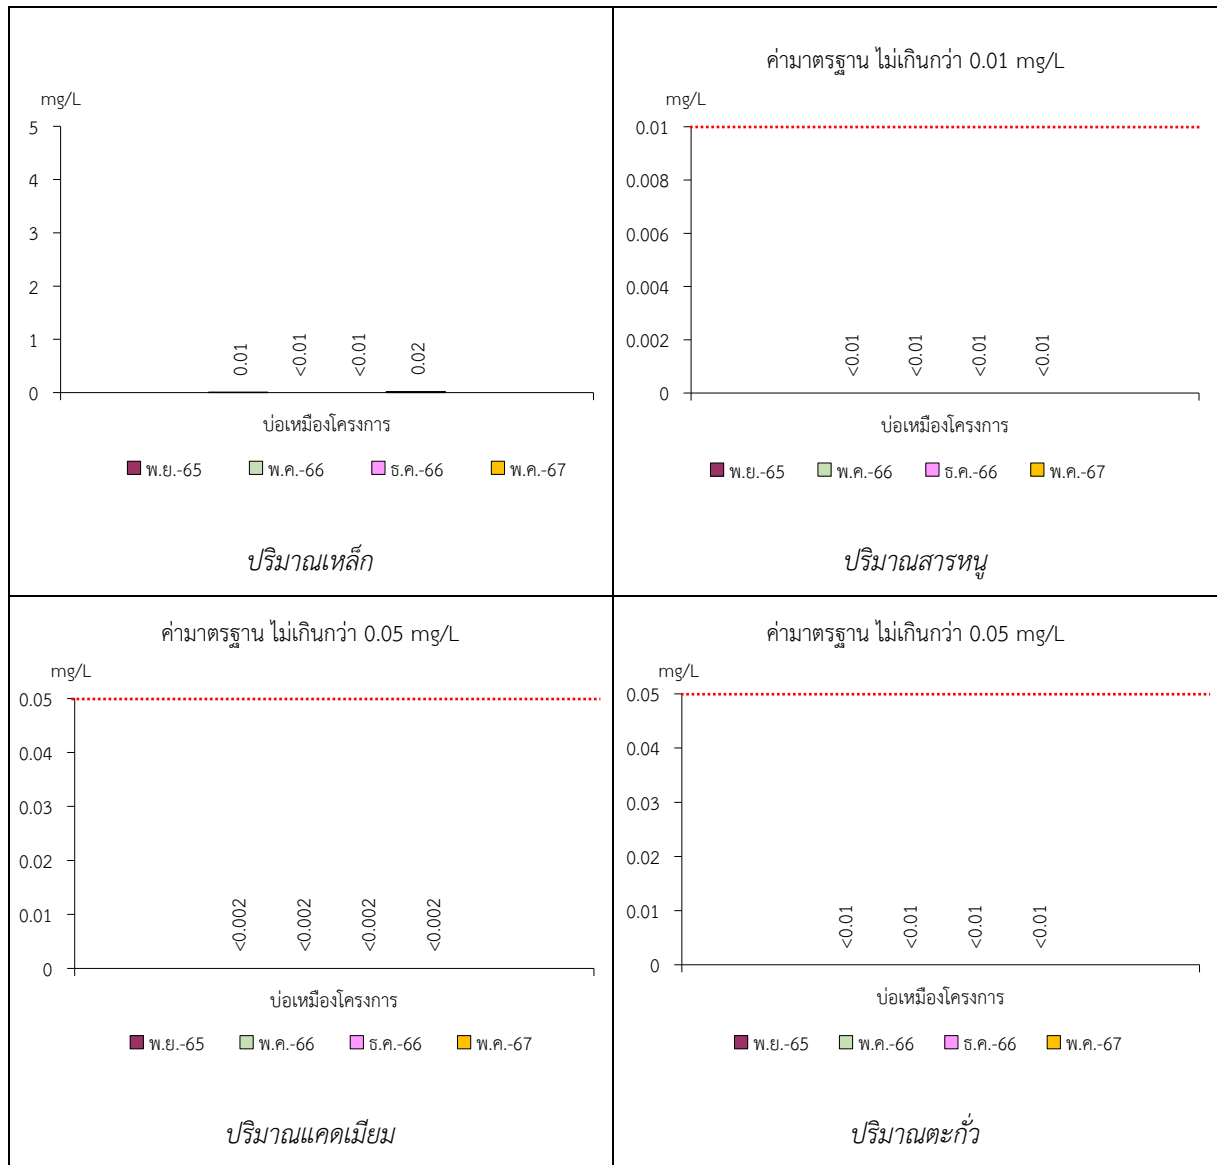 mg/L
5
4
3
2
1
0
0.01
<0.01
<0.01
0.02
บ่อเหมืองโครงการ
พ.ย.-65 พ.ค.-66 ธ.ค.-66 พ.ค.-67
ปริมาณเหล็ก
ค่ามาตรฐาน ไม่เกินกว่า 0.01 mg/L
mg/L
0.01
0.008
0.006
0.004
0.002
0
<0.01
<0.01
<0.01
<0.01
บ่อเหมืองโครงการ
พ.ย.-65 พ.ค.-66 ธ.ค.-66 พ.ค.-67
ปริมาณสารหนู
ค่ามาตรฐาน ไม่เกินกว่า 0.05 mg/L
mg/L
0.05
0.04
0.03
0.02
0.01
0
<0.002
<0.002
<0.002
<0.002
บ่อเหมืองโครงการ
พ.ย.-65 พ.ค.-66 ธ.ค.-66 พ.ค.-67
ปริมาณแคดเมียม
ค่ามาตรฐาน ไม่เกินกว่า 0.05 mg/L
mg/L
0.05
0.04
0.03
0.02
0.01
0
<0.01
<0.01
<0.01
<0.01
บ่อเหมืองโครงการ
พ.ย.-65 พ.ค.-66 ธ.ค.-66 พ.ค.-67
ปริมาณตะกั่ว